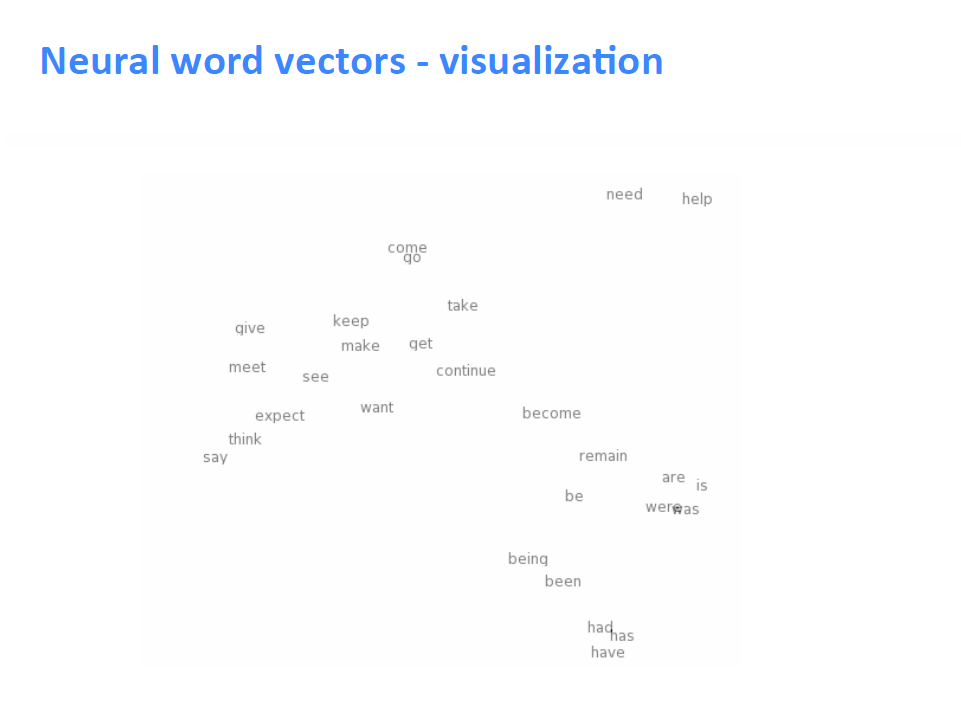 Neural word vectors - visualization
need help
come
go
take
give keep
make get
meet see continue
expect want become
think
say remain
are is
be were was
being
been
had
has
have